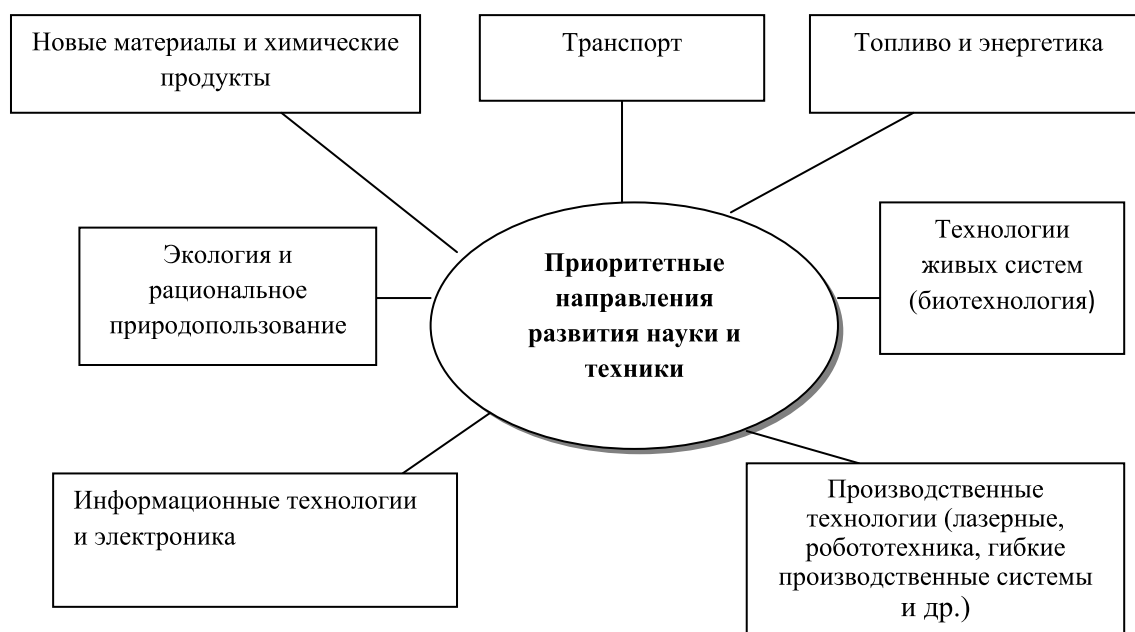 Новые материалы и химические
продукты
Транспорт
Топливо и энергетика
Экология и
рациональное
природопользование
Приоритетные
направления
развития науки и
техники
Технологии
живых систем
(биотехнология)
Информационные технологии
и электроника
Производственные
технологии (лазерные,
робототехника, гибкие
производственные системы
и др.)